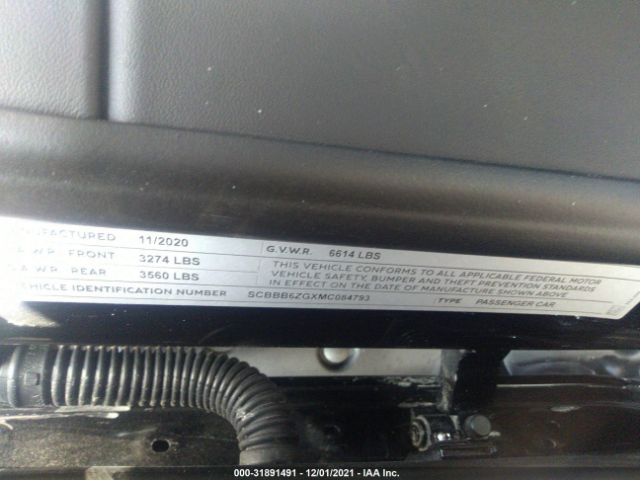 NUFACTURED 11/2020 G.V.W.R. 6614 LBS
A.W.R. FRONT 3274 LBS
A.W.R. REAR 3560 LBS
THIS VEHICLE CONFORMS TO ALL APPLICABLE FEDERAL MOTOR
VEHICLE SAFETY, BUMPER AND THEFT PREVENTION STANDARDS
IN EFFECT ON THE DATE OF MANUFACTURE SHOWN ABOVE.
VEHICLE IDENTIFICATION NUMBER SCBBB6ZGXMC084793 TYPE PASSENGER CAR
000-31891491 - 12/01/2021 - IAA Inc.